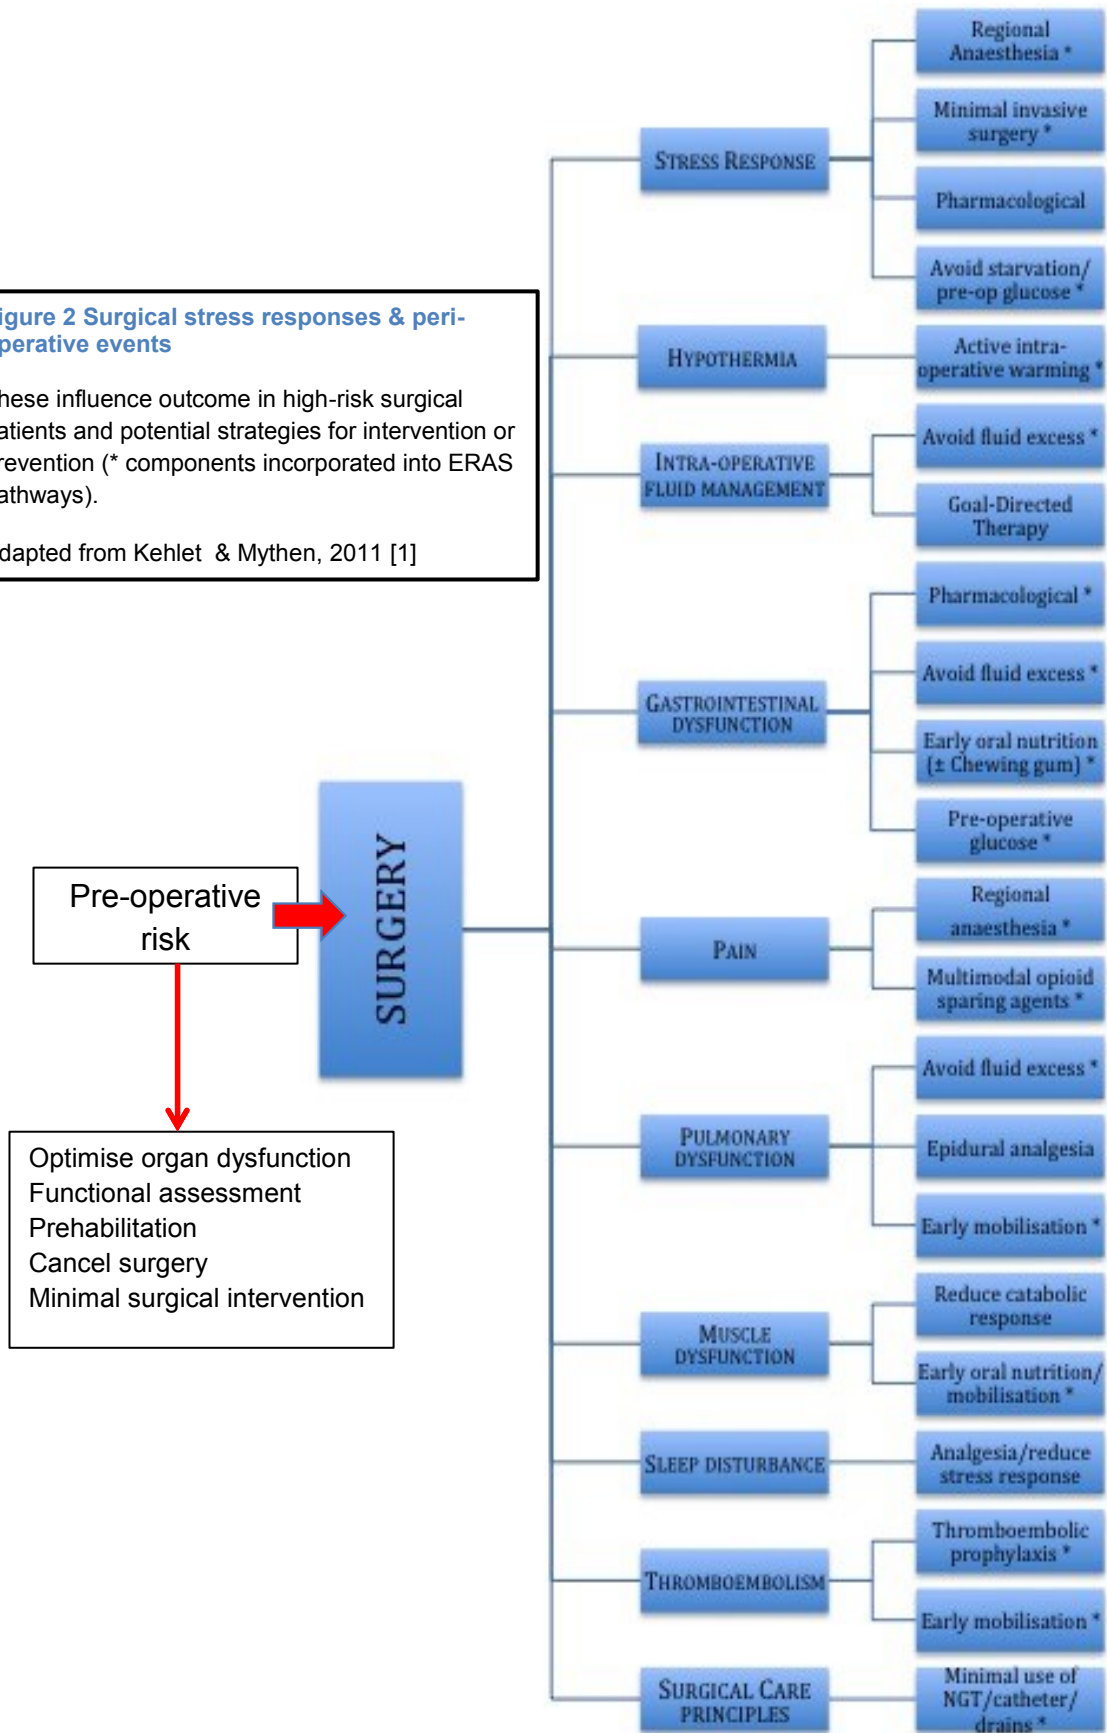 igure 2 Surgical stress responses & peri-
perative events
hese influence outcome in high-risk surgical
atients and potential strategies for intervention or
revention (* components incorporated into ERAS
athways).
dapted from Kehlet & Mythen, 2011 [1]
Pre-operative
risk
Optimise organ dysfunction
Functional assessment
Prehabilitation
Cancel surgery
Minimal surgical intervention
SURGERY
STRESS RESPONSE
Regional
Anaesthesia *
Minimal invasive
surgery *
Pharmacological
Avoid starvation/
pre-op glucose *
HYPOTHERMIA
Active intra-
operative warming *
INTRA-OPERATIVE
FLUID MANAGEMENT
Avoid fluid excess *
Goal-Directed
Therapy
GASTROINTESTINAL
DYSFUNCTION
Pharmacological *
Avoid fluid excess *
Early oral nutrition
(± Chewing gum) *
Pre-operative
glucose *
PAIN
Regional
anaesthesia *
Multimodal opioid
sparing agents *
PULMONARY
DYSFUNCTION
Avoid fluid excess *
Epidural analgesia
Early mobilisation *
MUSCLE
DYSFUNCTION
Reduce catabolic
response
Early oral nutrition/
mobilisation *
SLEEP DISTURBANCE
Analgesia/reduce
stress response
THROMBOEMBOLISM
Thromboembolic
prophylaxis *
Early mobilisation *
SURGICAL CARE
PRINCIPLES
Minimal use of
NGT/catheter/
drains *